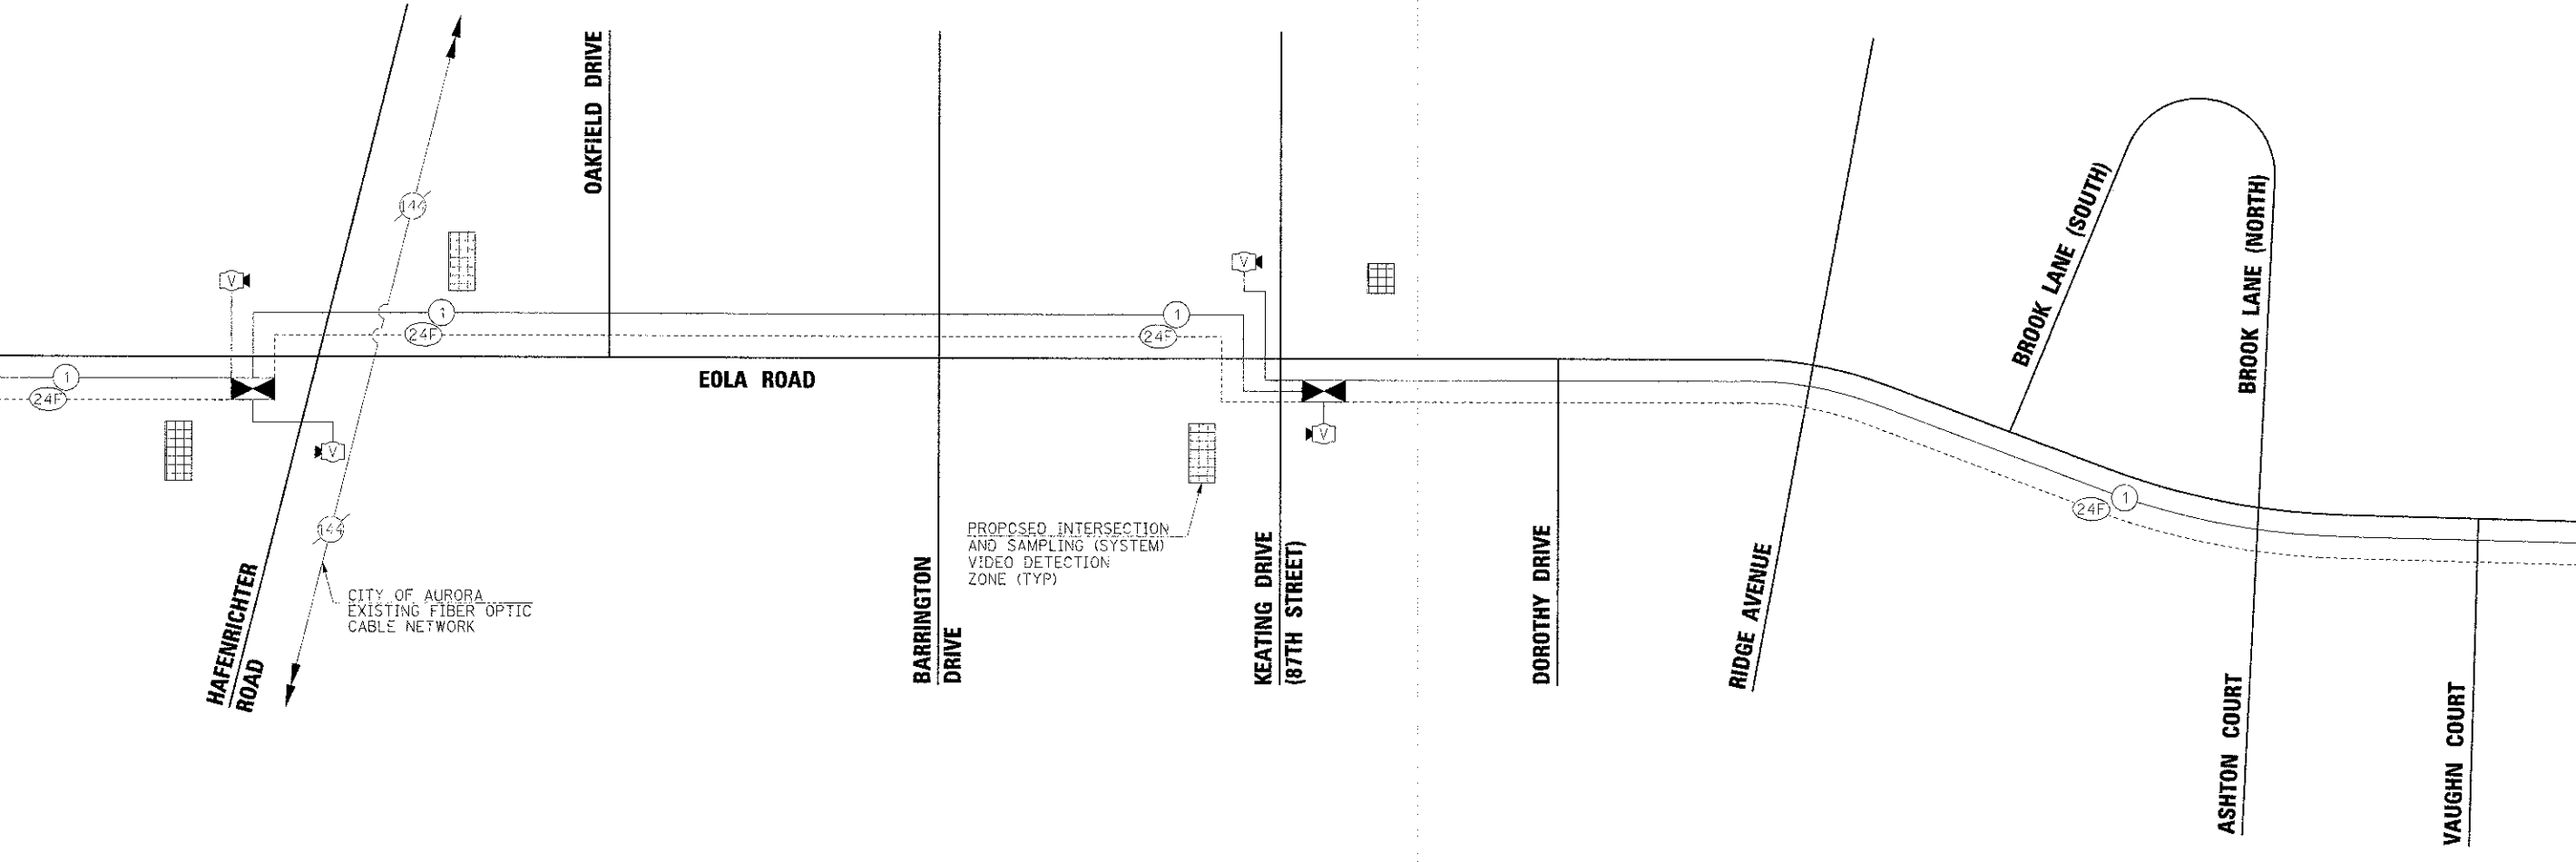 OAKFIELD DRIVE
BROOK LANE (SOUTH)
BROOK LANE (NORTH)
144
V
V
1
24F
1
24F
1
24F
EOLA ROAD
V
V
1
24F
144
CITY OF AURORA
EXISTING FIBER OPTIC
CABLE NETWORK
PROPOSED INTERSECTION
AND SAMPLING (SYSTEM)
VIDEO DETECTION
ZONE (TYP)
HAFENRICHTER
ROAD
BARRINGTON
DRIVE
KEATING DRIVE
(87TH STREET)
DOROTHY DRIVE
RIDGE AVENUE
ASHTON COURT
VAUGHN COURT